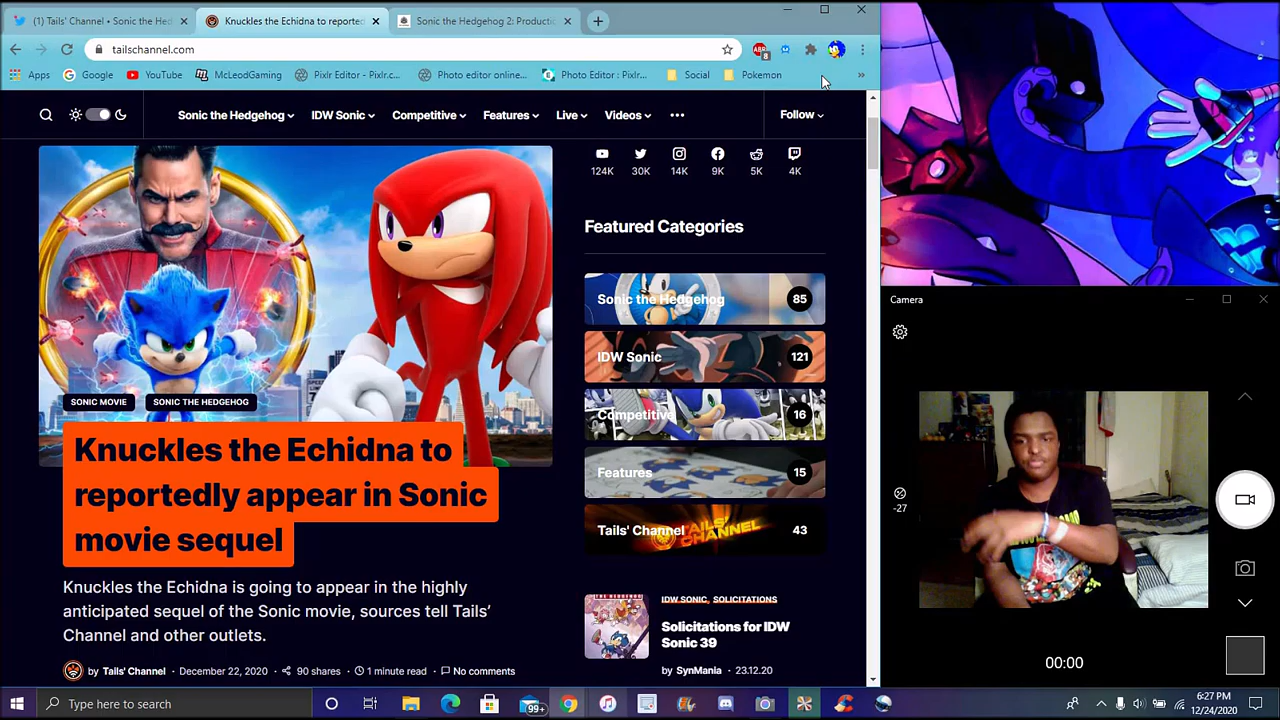 (1) Tails' Channel • Sonic the Hed
Knuckles the Echidna to reported
Sonic the Hedgehog 2: Producti
tailschannel.com
ABP
8
Apps
Google
YouTube
McLeodGaming
Pixlr Editor - Pixlr.c...
Photo editor online...
Photo Editor : Pixlr...
Social
Pokemon
»
Sonic the Hedgehog
IDW Sonic
Competitive
Features
Live
Videos
Follow
124K
30K
14K
9K
5K
4K
Featured Categories
Sonic the Hedgehog
85
IDW Sonic
121
Competitive
16
Features
15
Tails' Channel
43
SONIC MOVIE
SONIC THE HEDGEHOG
Knuckles the Echidna to
reportedly appear in Sonic
movie sequel
Knuckles the Echidna is going to appear in the highly
anticipated sequel of the Sonic movie, sources tell Tails'
Channel and other outlets.
by Tails' Channel • December 22, 2020 • 90 shares • 1 minute read • No comments
IDW SONIC, SOLICITATIONS
Solicitations for IDW
Sonic 39
by SynMania • 23.12.20
Camera
-27
00:00
Type here to search
99+
6:27 PM
12/24/2020